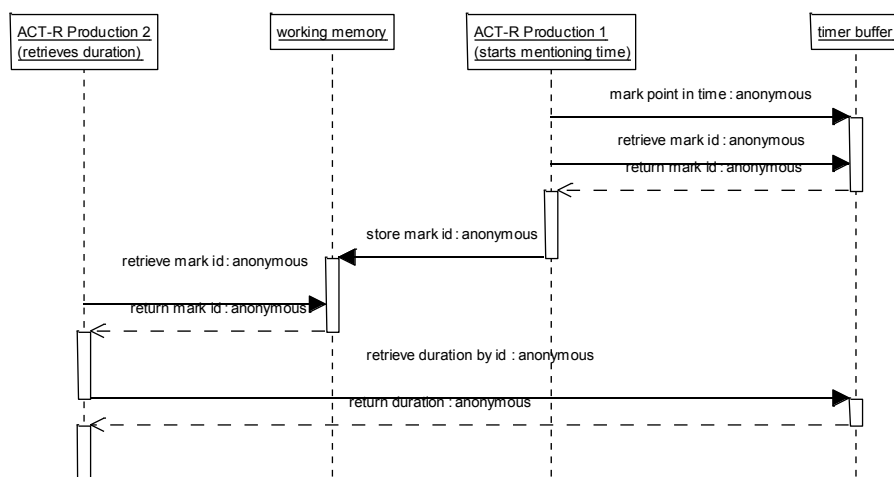 ACT-R Production 2
(retrieves duration)
working memory
ACT-R Production 1
(starts mentioning time)
timer buffer
mark point in time : anonymous
retrieve mark id : anonymous
return mark id : anonymous
store mark id : anonymous
retrieve mark id : anonymous
return mark id : anonymous
retrieve duration by id : anonymous
return duration : anonymous